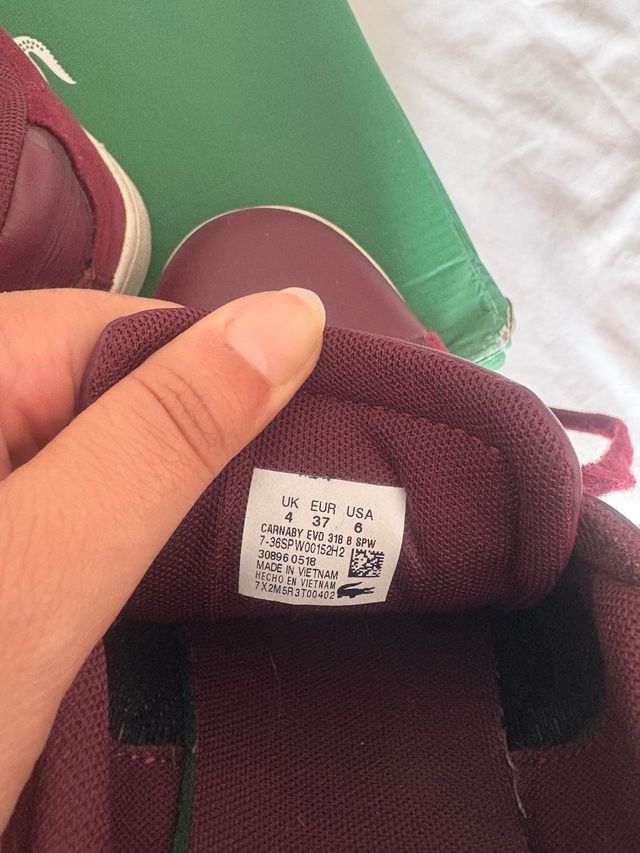 UK EUR USA
4 37 6
CARNABY EVO 318 8 SPW
7-36SPW00152H2
30896 0518
MADE IN VIETNAM
HECHO EN VIETNAM
7X2M5R3T00402